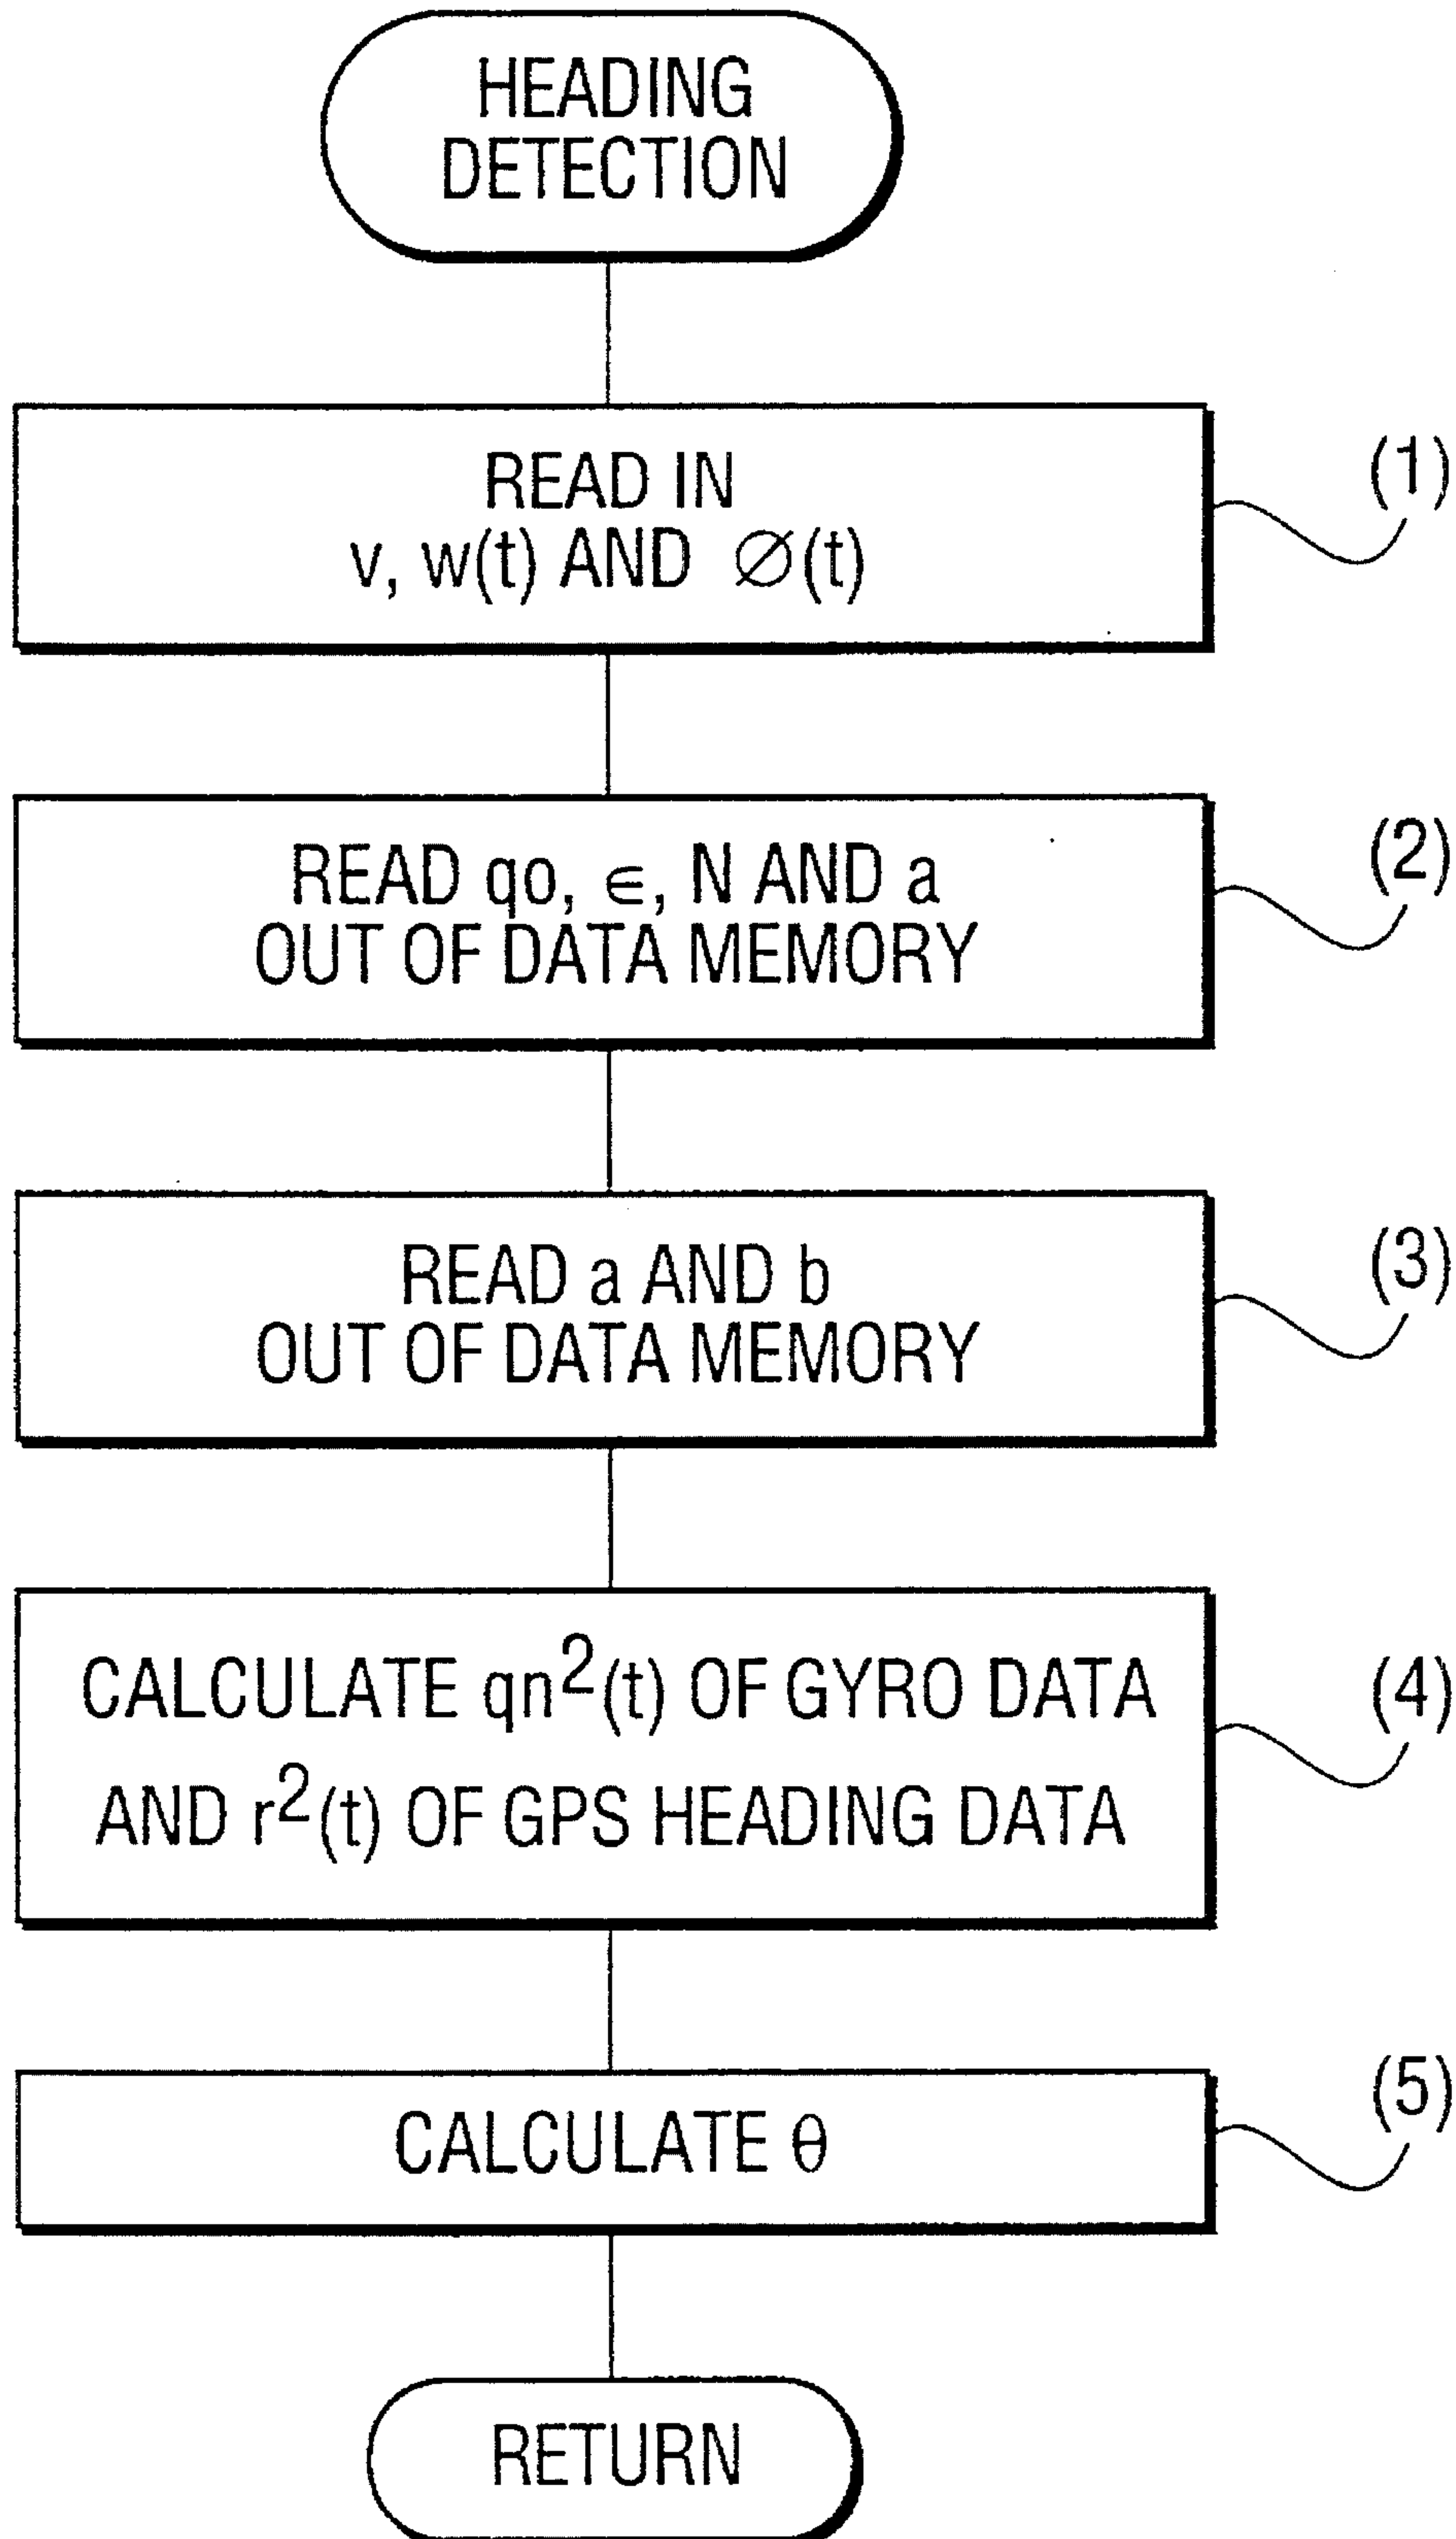 HEADING
DETECTION
READ IN
v, w(t) AND ∅(t)
(1)
READ qo, ∈, N AND a
OUT OF DATA MEMORY
(2)
READ a AND b
OUT OF DATA MEMORY
(3)
CALCULATE qn²(t) OF GYRO DATA
AND r²(t) OF GPS HEADING DATA
(4)
CALCULATE θ
(5)
RETURN